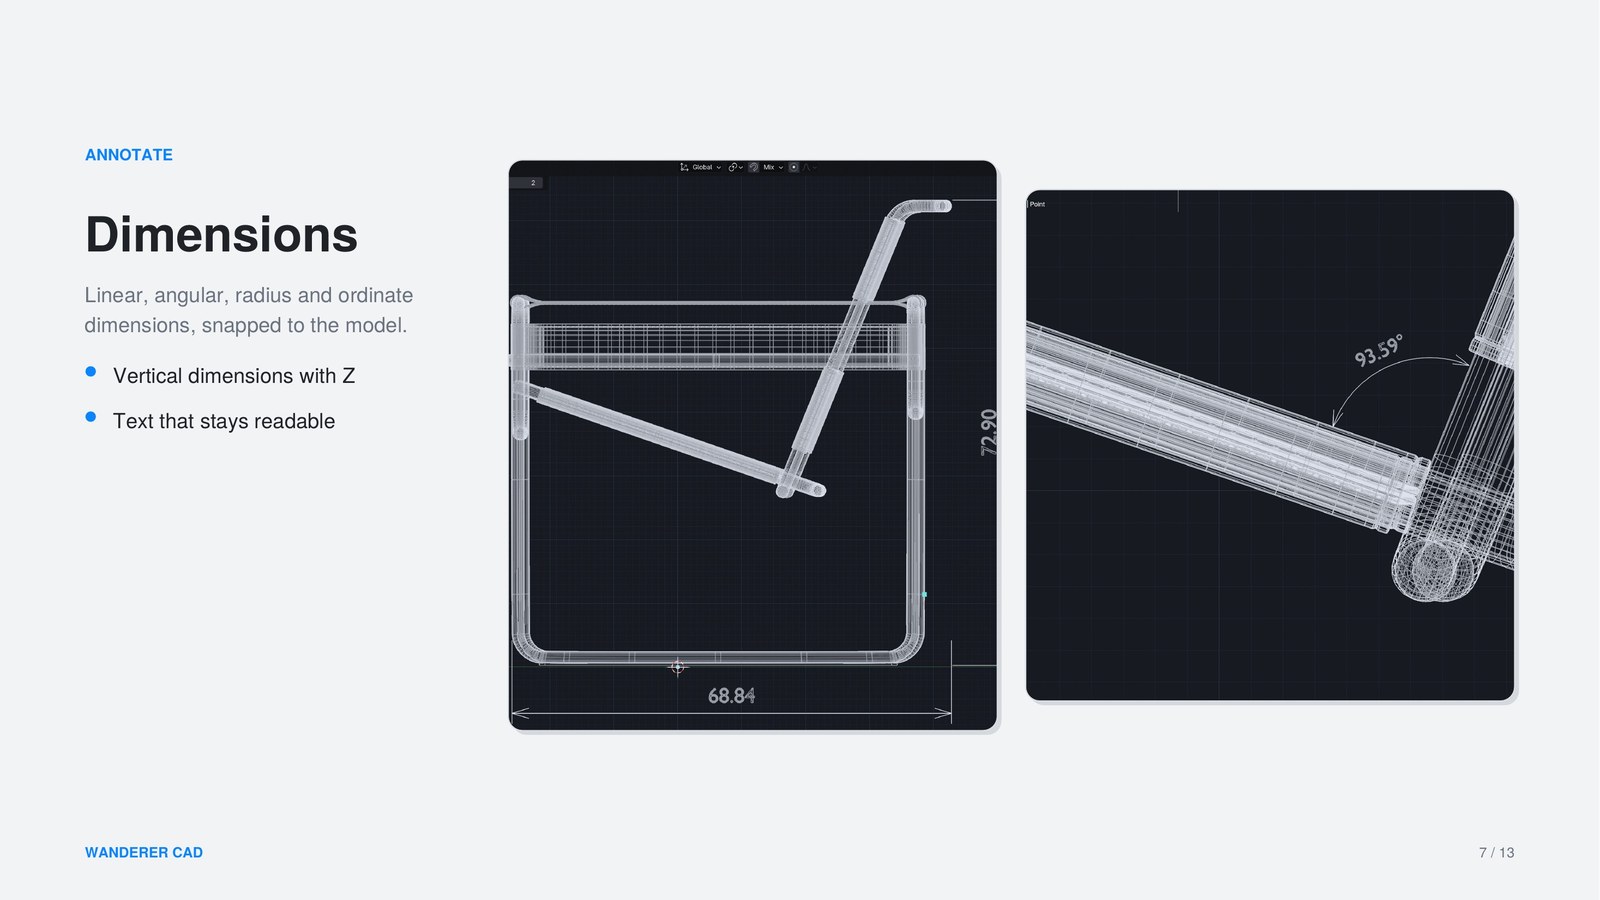 ANNOTATE
Dimensions
Linear, angular, radius and ordinate
dimensions, snapped to the model.
Vertical dimensions with Z
Text that stays readable
Global
Mix
2
72.90
68.84
Point
93.59°
WANDERER CAD
7 / 13